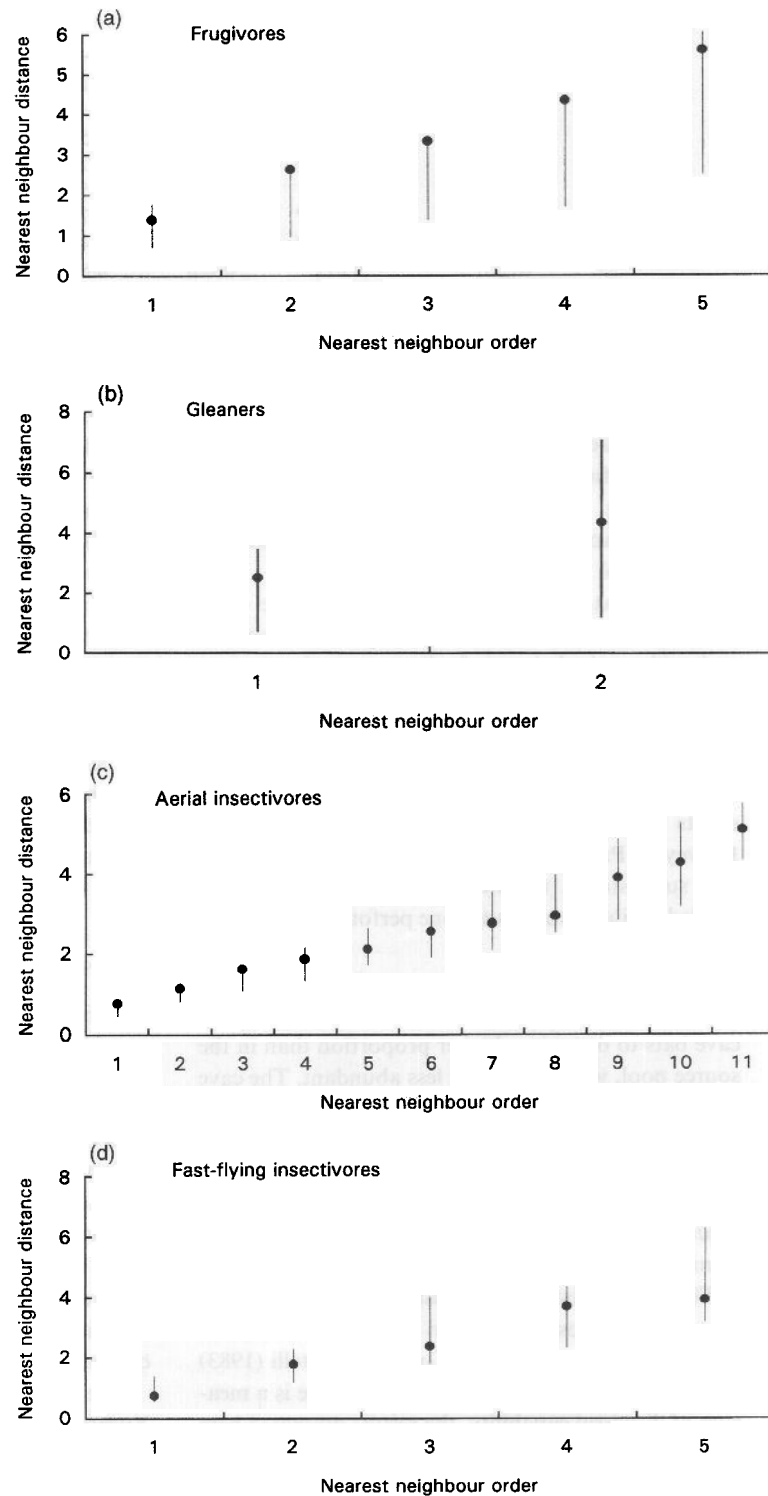 (a)
Frugivores
Nearest neighbour distance
6
5
4
3
2
1
0
1 2 3 4 5
Nearest neighbour order
(b)
Gleaners
Nearest neighbour distance
8
6
4
2
0
1 2
Nearest neighbour order
(c)
Aerial insectivores
Nearest neighbour distance
6
4
2
0
1 2 3 4 5 6 7 8 9 10 11
Nearest neighbour order
(d)
Fast-flying insectivores
Nearest neighbour distance
8
6
4
2
0
1 2 3 4 5
Nearest neighbour order